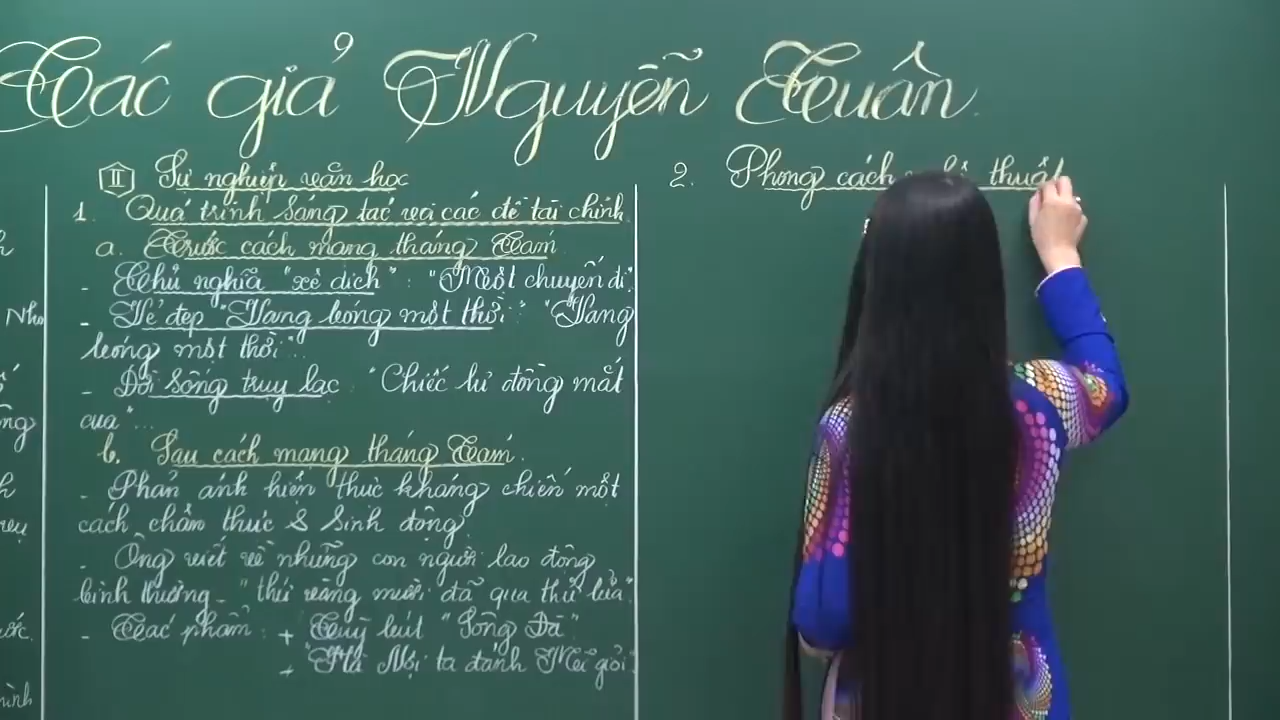 Tác giả Nguyễn Tuân.
II Sự nghiệp văn học
1. Quá trình sáng tác và các đề tài chính
a. Trước cách mạng tháng Tám
- Chủ nghĩa "xê dịch": "Một chuyến đi"
- Vẻ đẹp "Vang bóng một thời": "Vang
bóng một thời"...
- Đời sống truy lạc: "Chiếc lư đồng mắt
cua"...
b. Sau cách mạng tháng Tám.
- Phản ánh hiện thực kháng chiến một
cách chân thực & sinh động
- Ông viết về những con người lao động
bình thường - "thứ vàng mười đã qua thử lửa"
- Tác phẩm: + Tuỳ bút "Sông Đà"
+ "Hà Nội ta đánh Mĩ giỏi"
2. Phong cách thuật
Nho